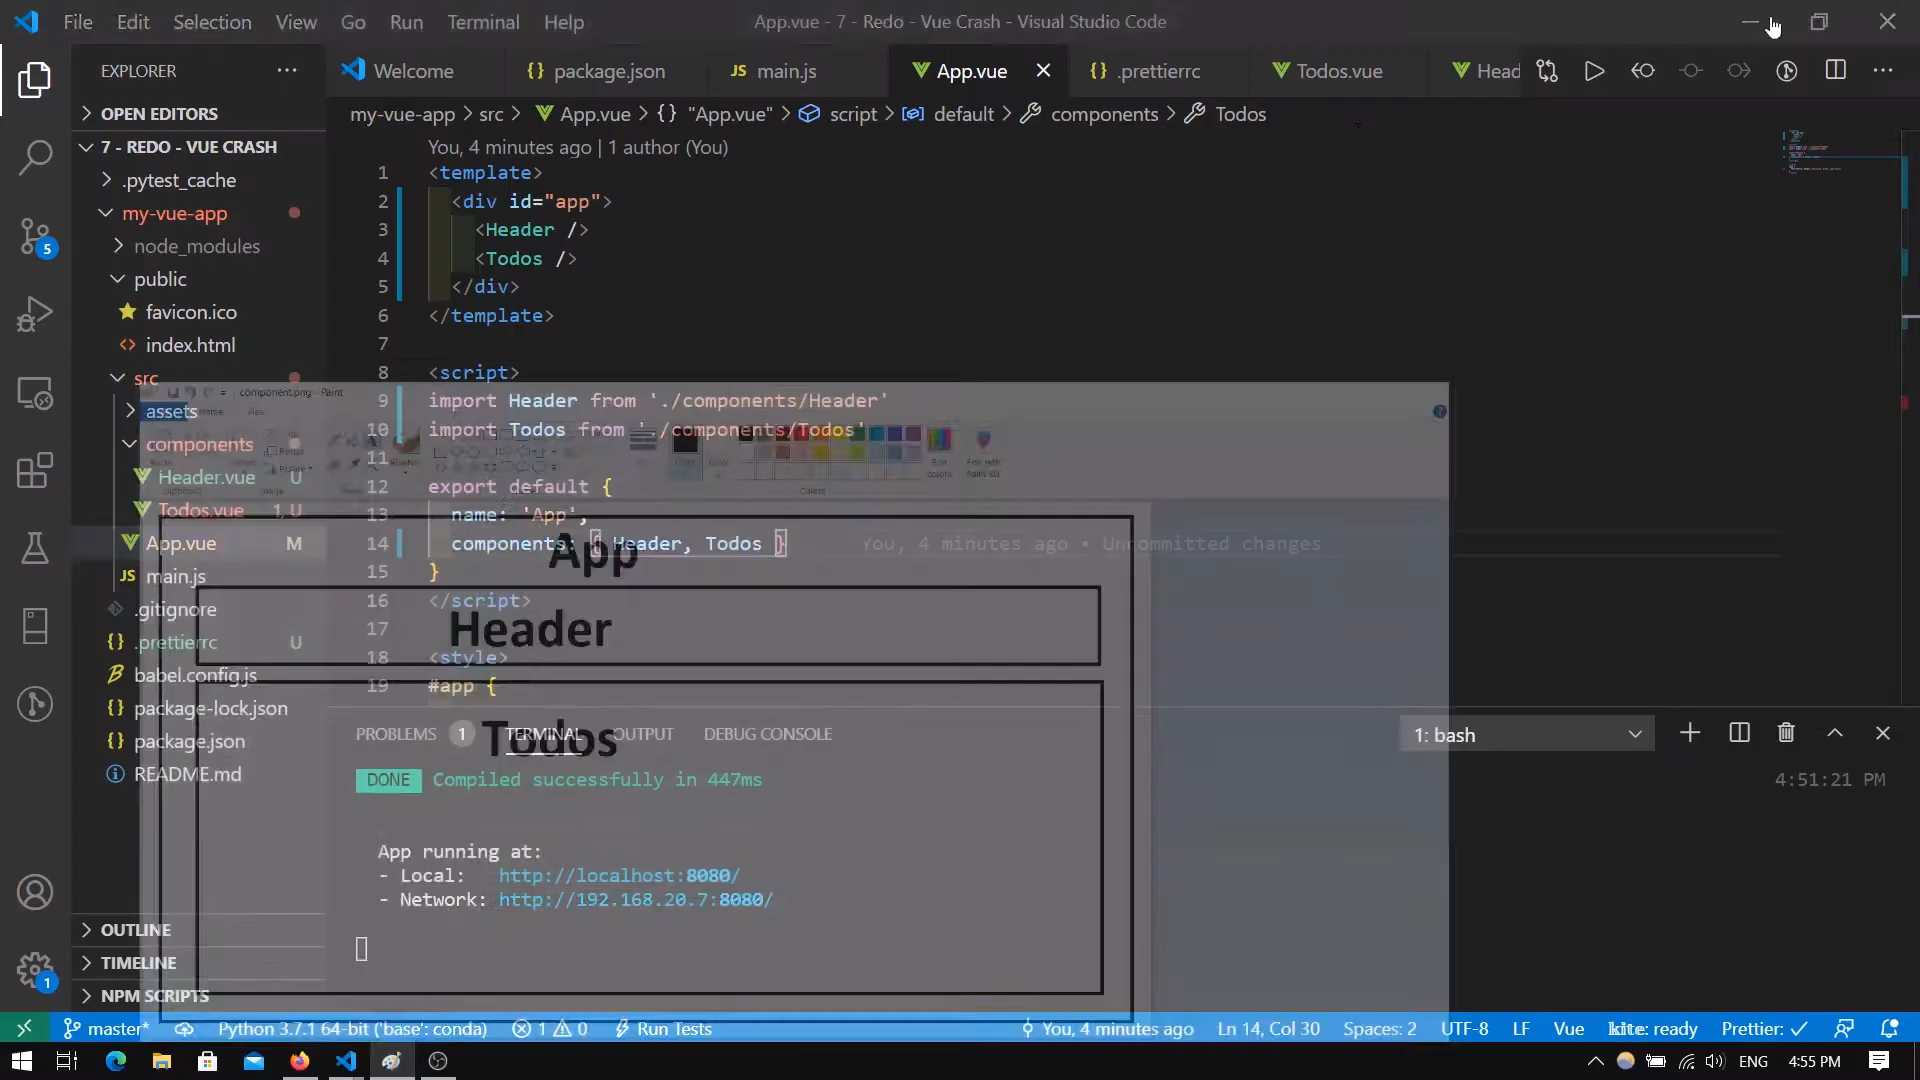 File Edit Selection View Go Run Terminal Help
App.vue - 7 - Redo - Vue Crash - Visual Studio Code
EXPLORER
Welcome
package.json
main.js
App.vue
.prettierrc
Todos.vue
Head
OPEN EDITORS
my-vue-app > src > App.vue > {} "App.vue" > script > default > components > Todos
7 - REDO - VUE CRASH
.pytest_cache
my-vue-app
node_modules
public
favicon.ico
index.html
src
assets
components
Header.vue U
Todos.vue 1, U
App.vue M
main.js
.gitignore
.prettierrc U
babel.config.js
package-lock.json
package.json
README.md
OUTLINE
TIMELINE
NPM SCRIPTS
5
1
You, 4 minutes ago | 1 author (You)
1 <template>
2 <div id="app">
3 <Header />
4 <Todos />
5 </div>
6 </template>
7
8 <script>
9 import Header from './components/Header'
10 import Todos from './components/Todos'
11
12 export default {
13 name: 'App',
14 components: { Header, Todos } You, 4 minutes ago • Uncommitted changes
15 }
16 </script>
17
18 <style>
19 #app {
component.png - Paint
View
Colors
App
Header
Todos
PROBLEMS 1 TERMINAL OUTPUT DEBUG CONSOLE
1: bash
DONE Compiled successfully in 447ms
4:51:21 PM
App running at:
- Local: http://localhost:8080/
- Network: http://192.168.20.7:8080/
master* Python 3.7.1 64-bit ('base': conda) 1 0 Run Tests
You, 4 minutes ago Ln 14, Col 30 Spaces: 2 UTF-8 LF Vue kite: ready Prettier: ✓
ENG 4:55 PM